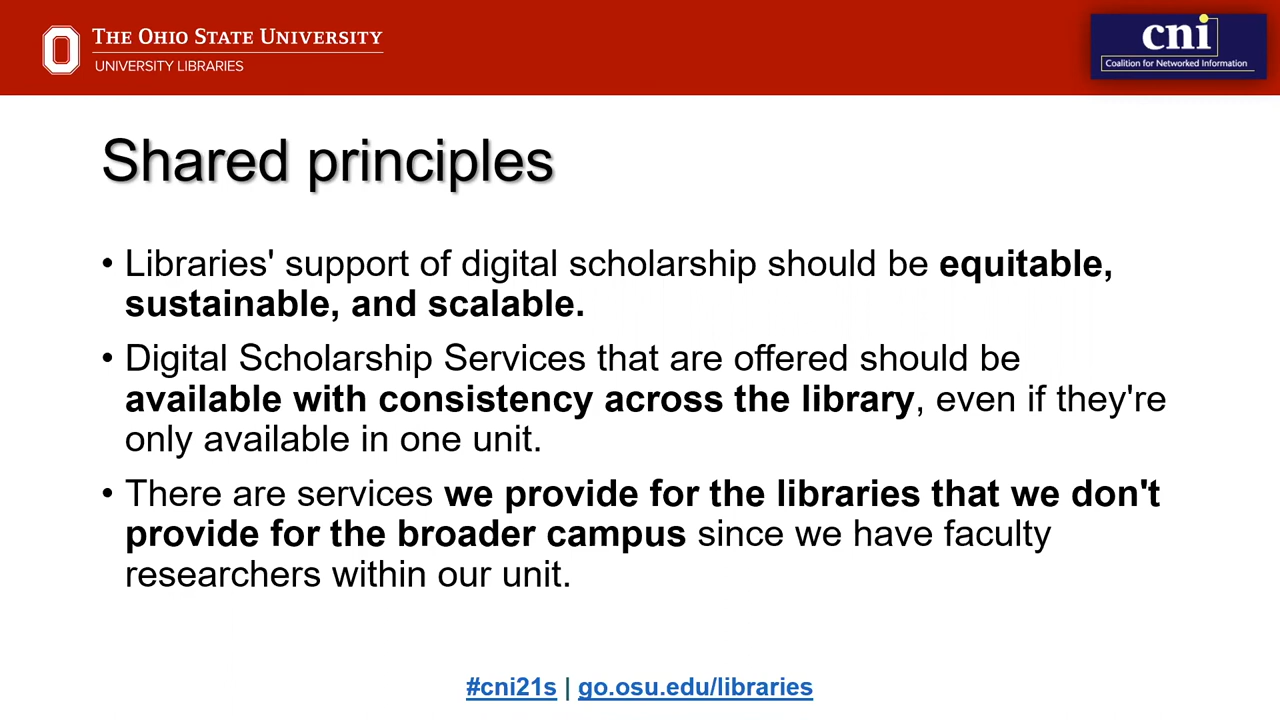 THE OHIO STATE UNIVERSITY
UNIVERSITY LIBRARIES
cni
Coalition for Networked Information
Shared principles
• Libraries' support of digital scholarship should be equitable,
sustainable, and scalable.
• Digital Scholarship Services that are offered should be
available with consistency across the library, even if they're
only available in one unit.
• There are services we provide for the libraries that we don't
provide for the broader campus since we have faculty
researchers within our unit.
#cni21s | go.osu.edu/libraries